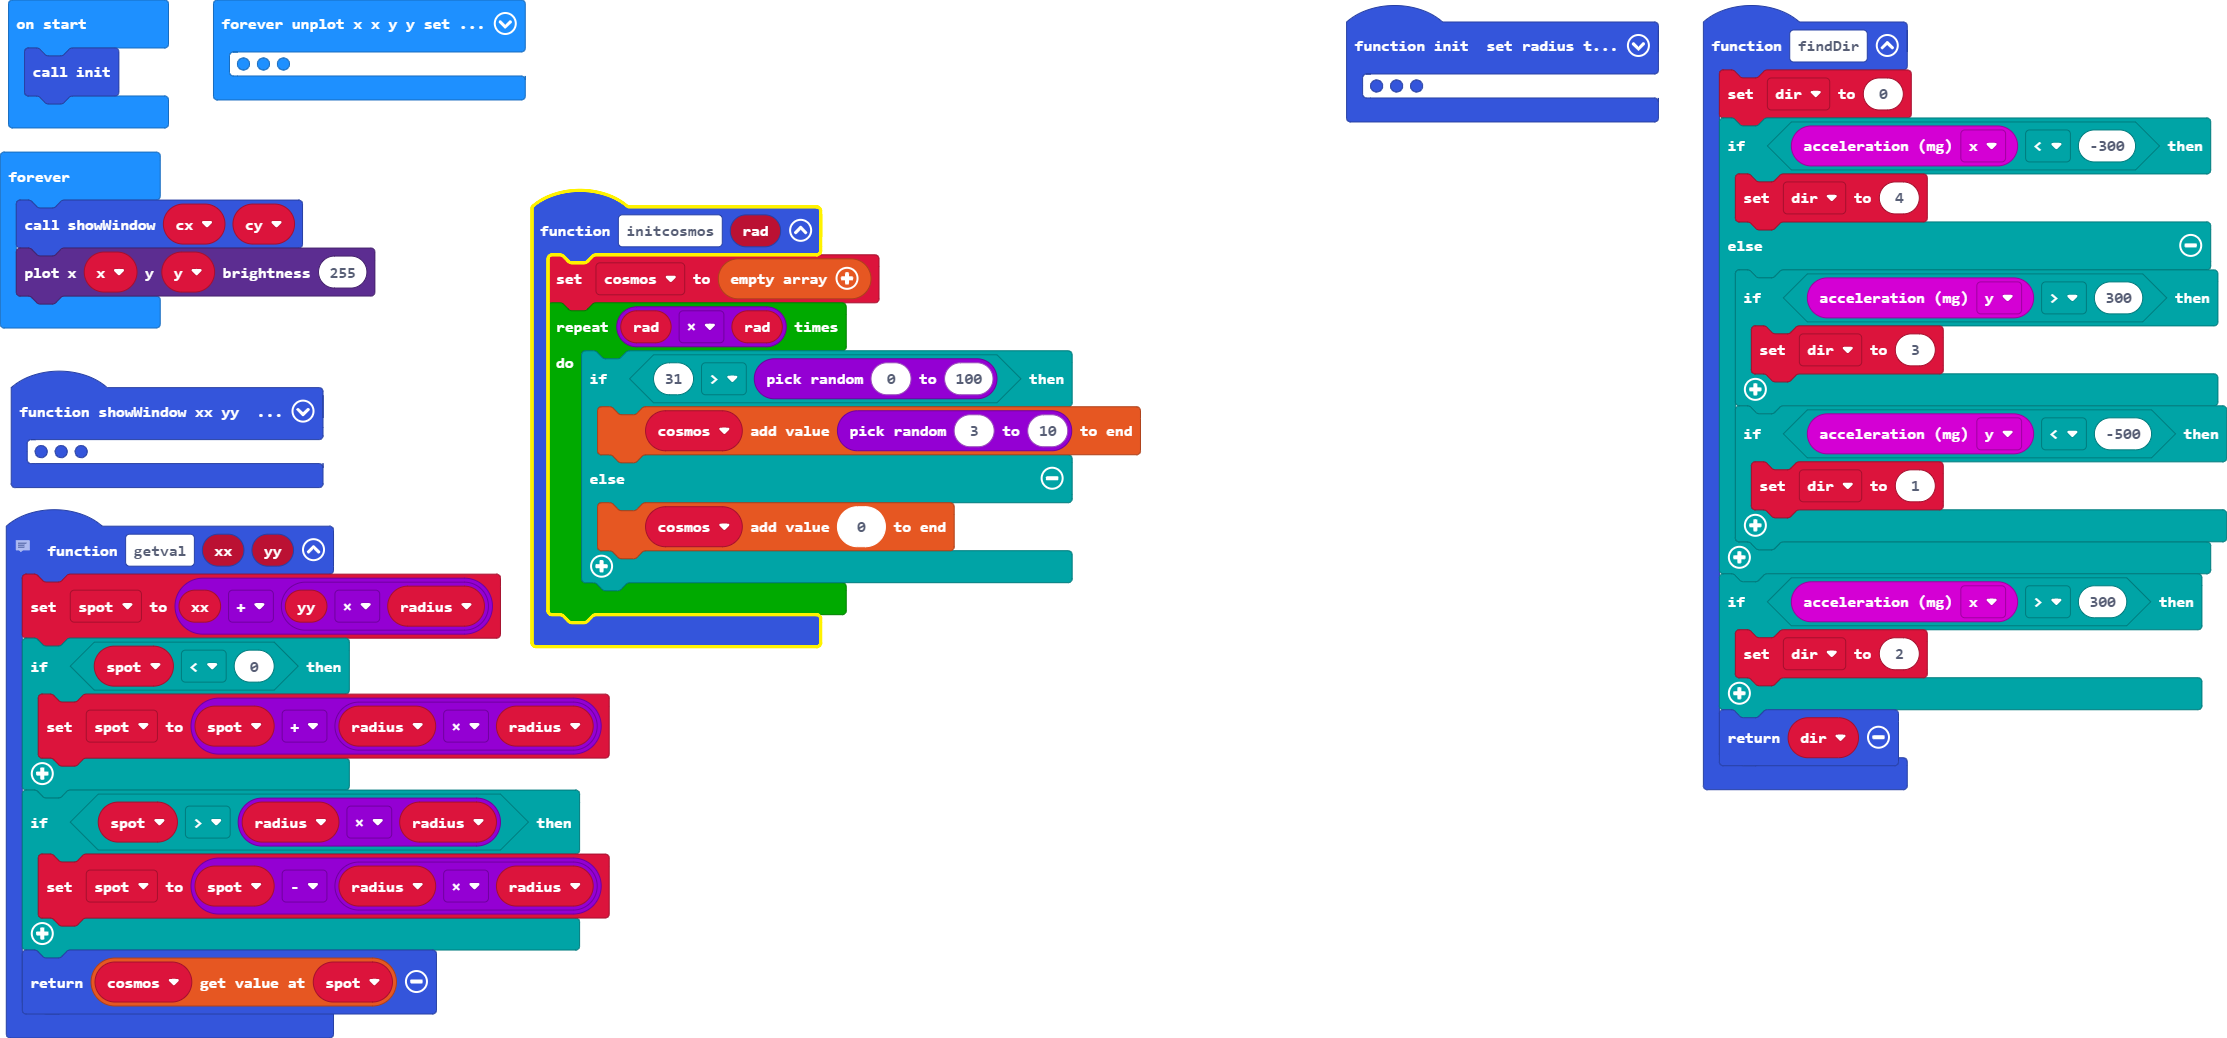 on start
call init
forever unplot x x y y set ...
forever
call showWindow cx cy
plot x x y y brightness 255
function showWindow xx yy ...
function getval xx yy
set spot to xx + yy × radius
if spot < 0 then
set spot to spot + radius × radius
if spot > radius × radius then
set spot to spot - radius × radius
return cosmos get value at spot
function initcosmos rad
set cosmos to empty array
repeat rad × rad times
do
if 31 > pick random 0 to 100 then
cosmos add value pick random 3 to 10 to end
else
cosmos add value 0 to end
function init set radius t...
function findDir
set dir to 0
if acceleration (mg) x < -300 then
set dir to 4
else
if acceleration (mg) y > 300 then
set dir to 3
if acceleration (mg) y < -500 then
set dir to 1
if acceleration (mg) x > 300 then
set dir to 2
return dir